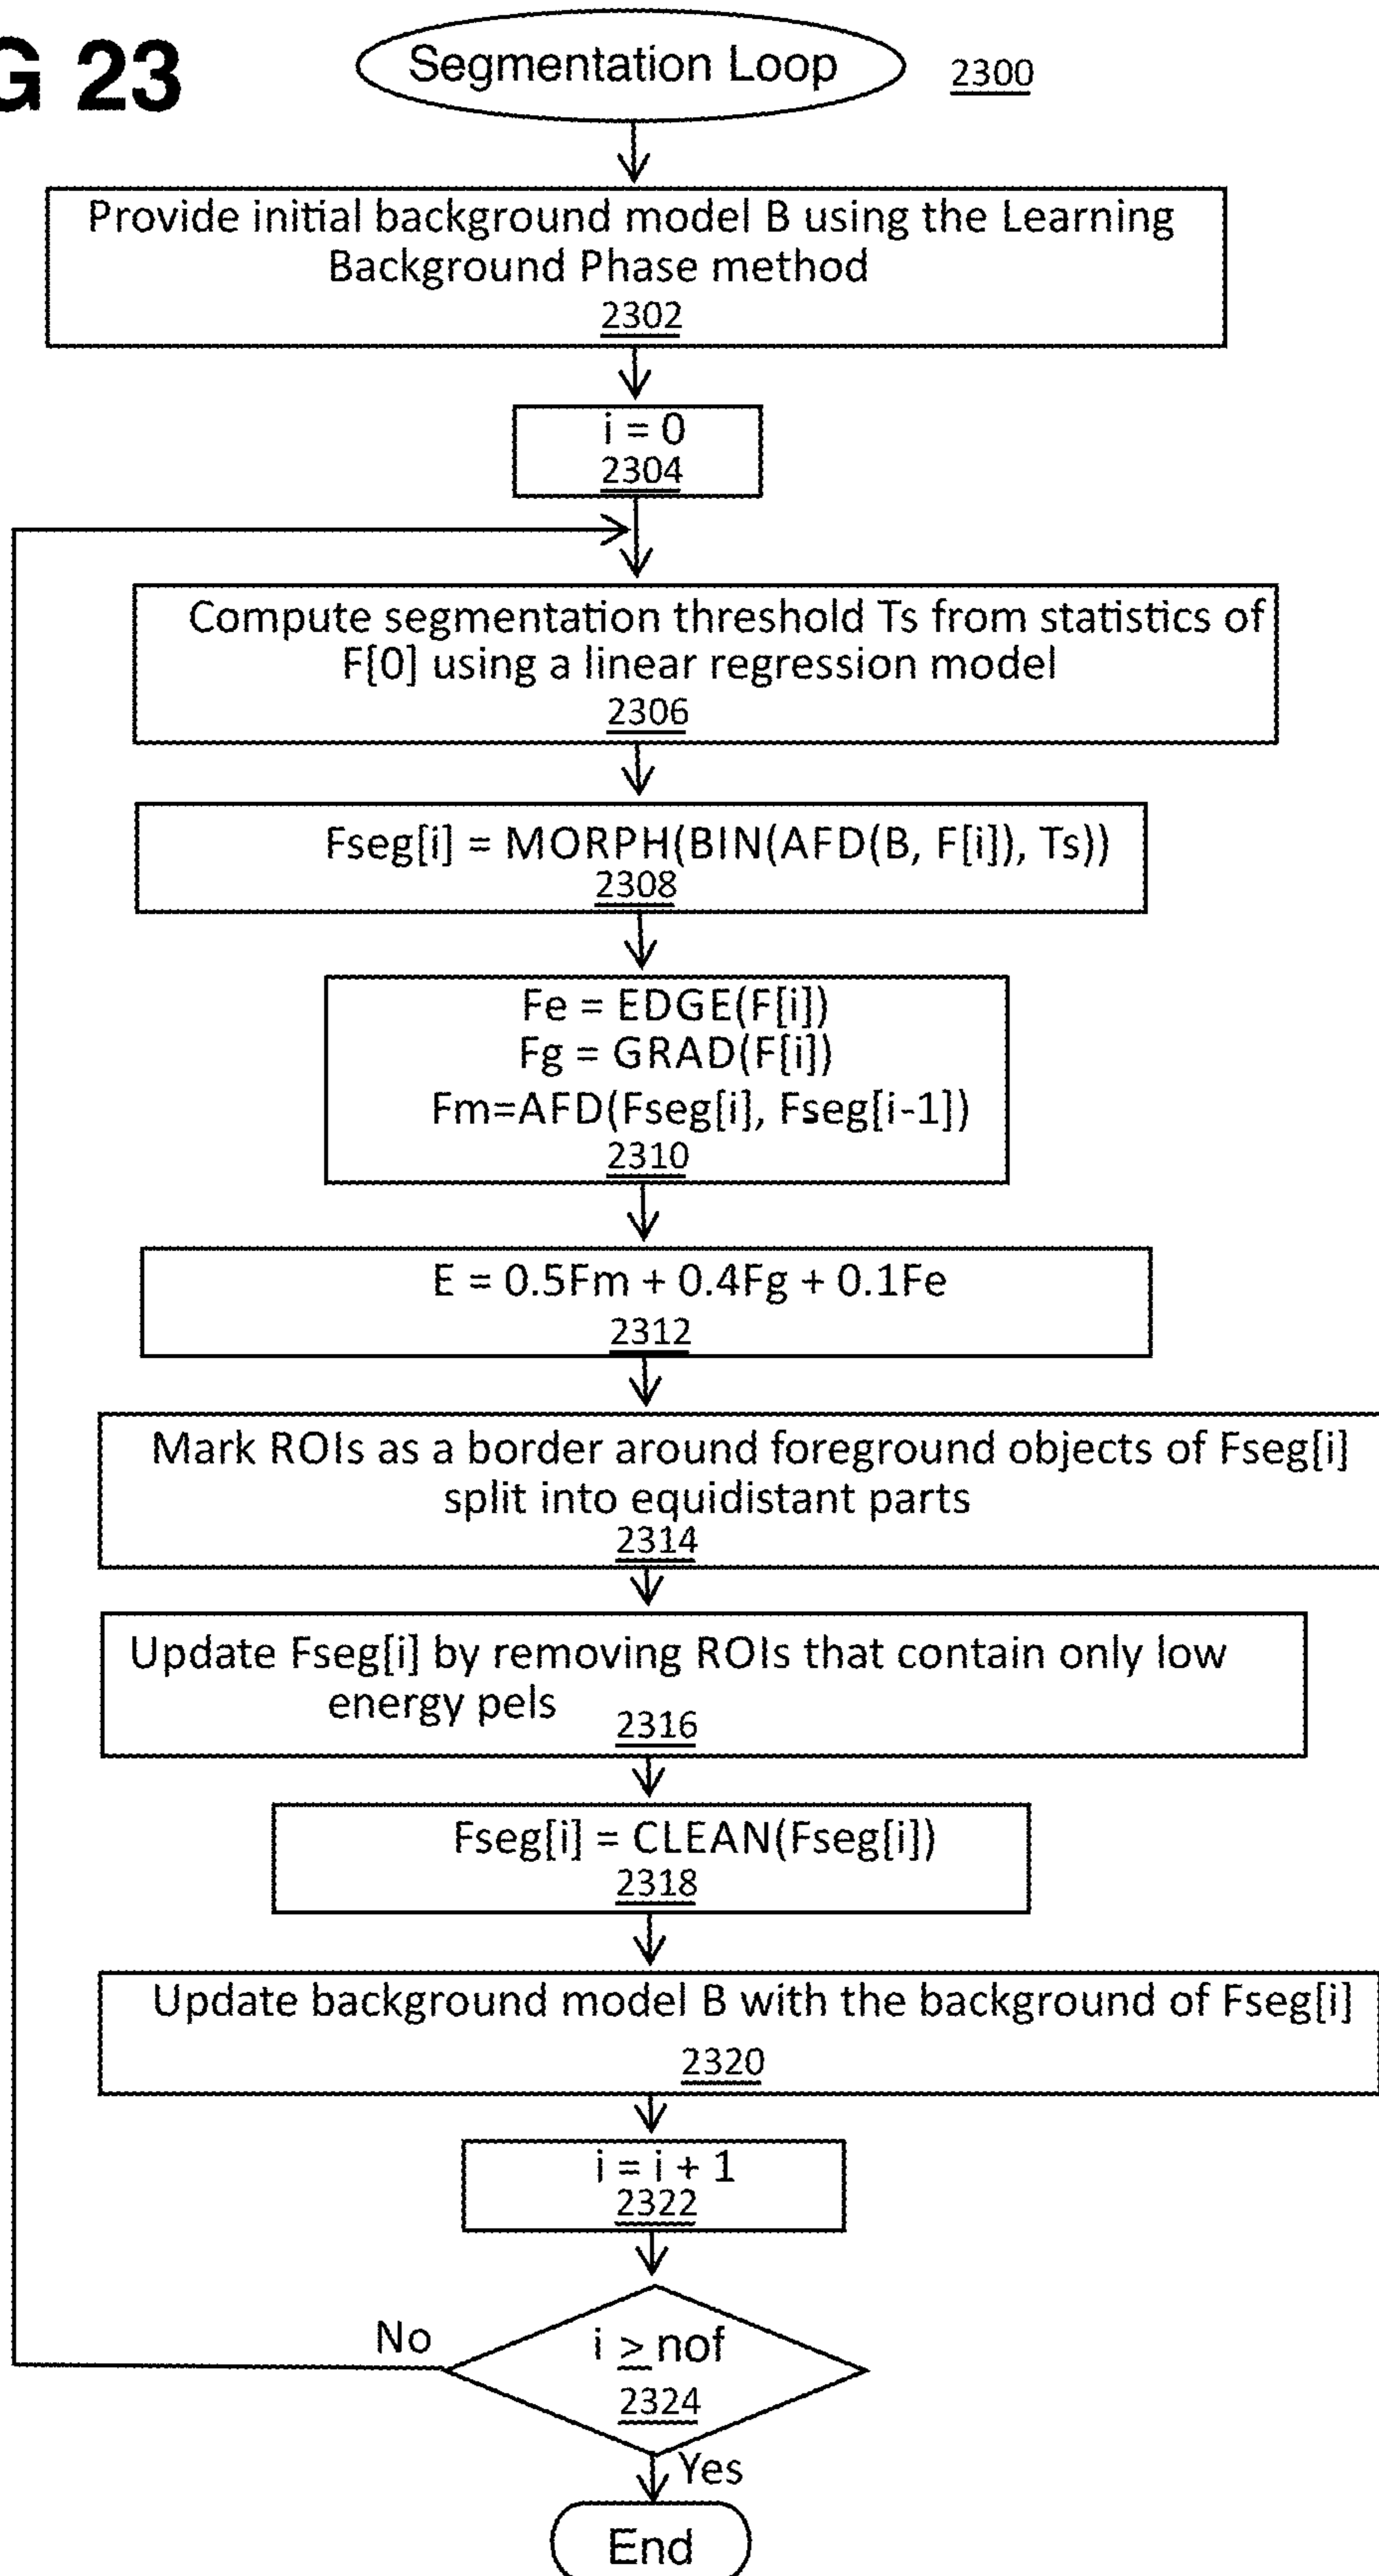 G 23
Segmentation Loop
2300
Provide initial background model B using the Learning
Background Phase method
2302
i = 0
2304
Compute segmentation threshold Ts from statistics of
F[0] using a linear regression model
2306
Fseg[i] = MORPH(BIN(AFD(B, F[i]), Ts))
2308
Fe = EDGE(F[i])
Fg = GRAD(F[i])
Fm=AFD(Fseg[i], Fseg[i-1])
2310
E = 0.5Fm + 0.4Fg + 0.1Fe
2312
Mark ROIs as a border around foreground objects of Fseg[i]
split into equidistant parts
2314
Update Fseg[i] by removing ROIs that contain only low
energy pels
2316
Fseg[i] = CLEAN(Fseg[i])
2318
Update background model B with the background of Fseg[i]
2320
i = i + 1
2322
No
i ≥ nof
2324
Yes
End